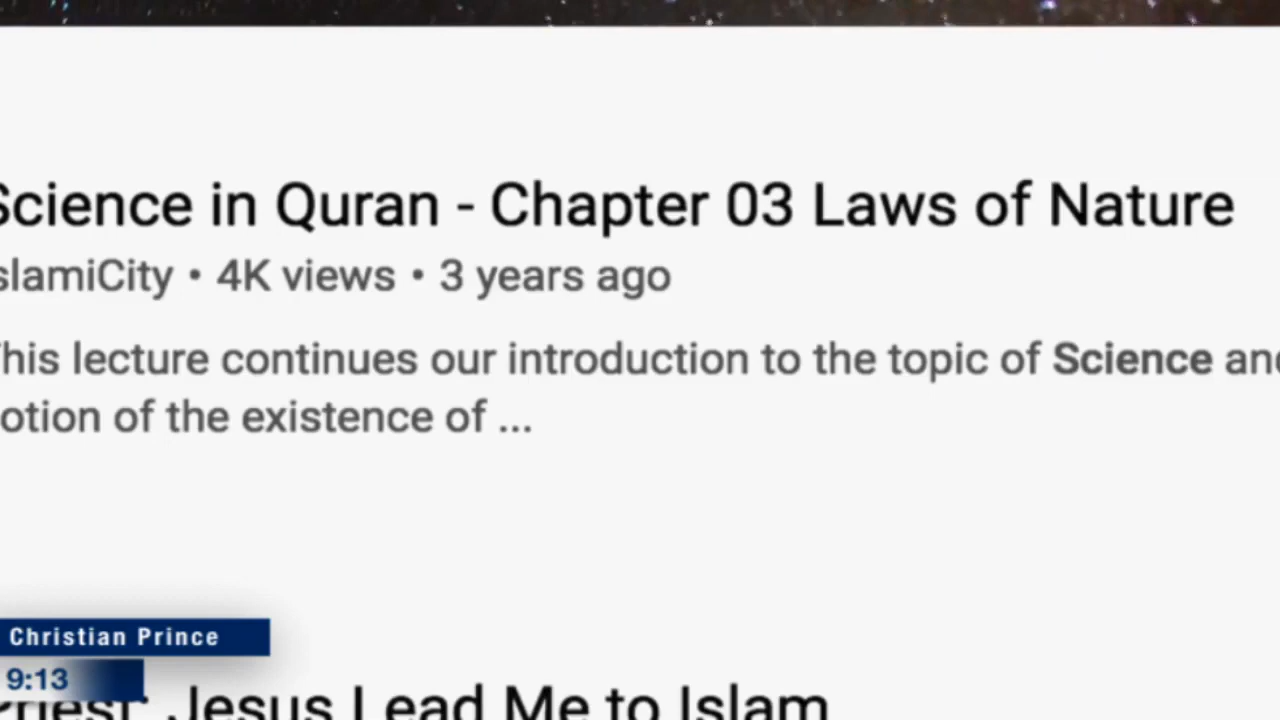 Science in Quran - Chapter 03 Laws of Nature
slamiCity • 4K views • 3 years ago
his lecture continues our introduction to the topic of Science and
otion of the existence of ...
Christian Prince
9:13
Priest: Jesus Lead Me to Islam